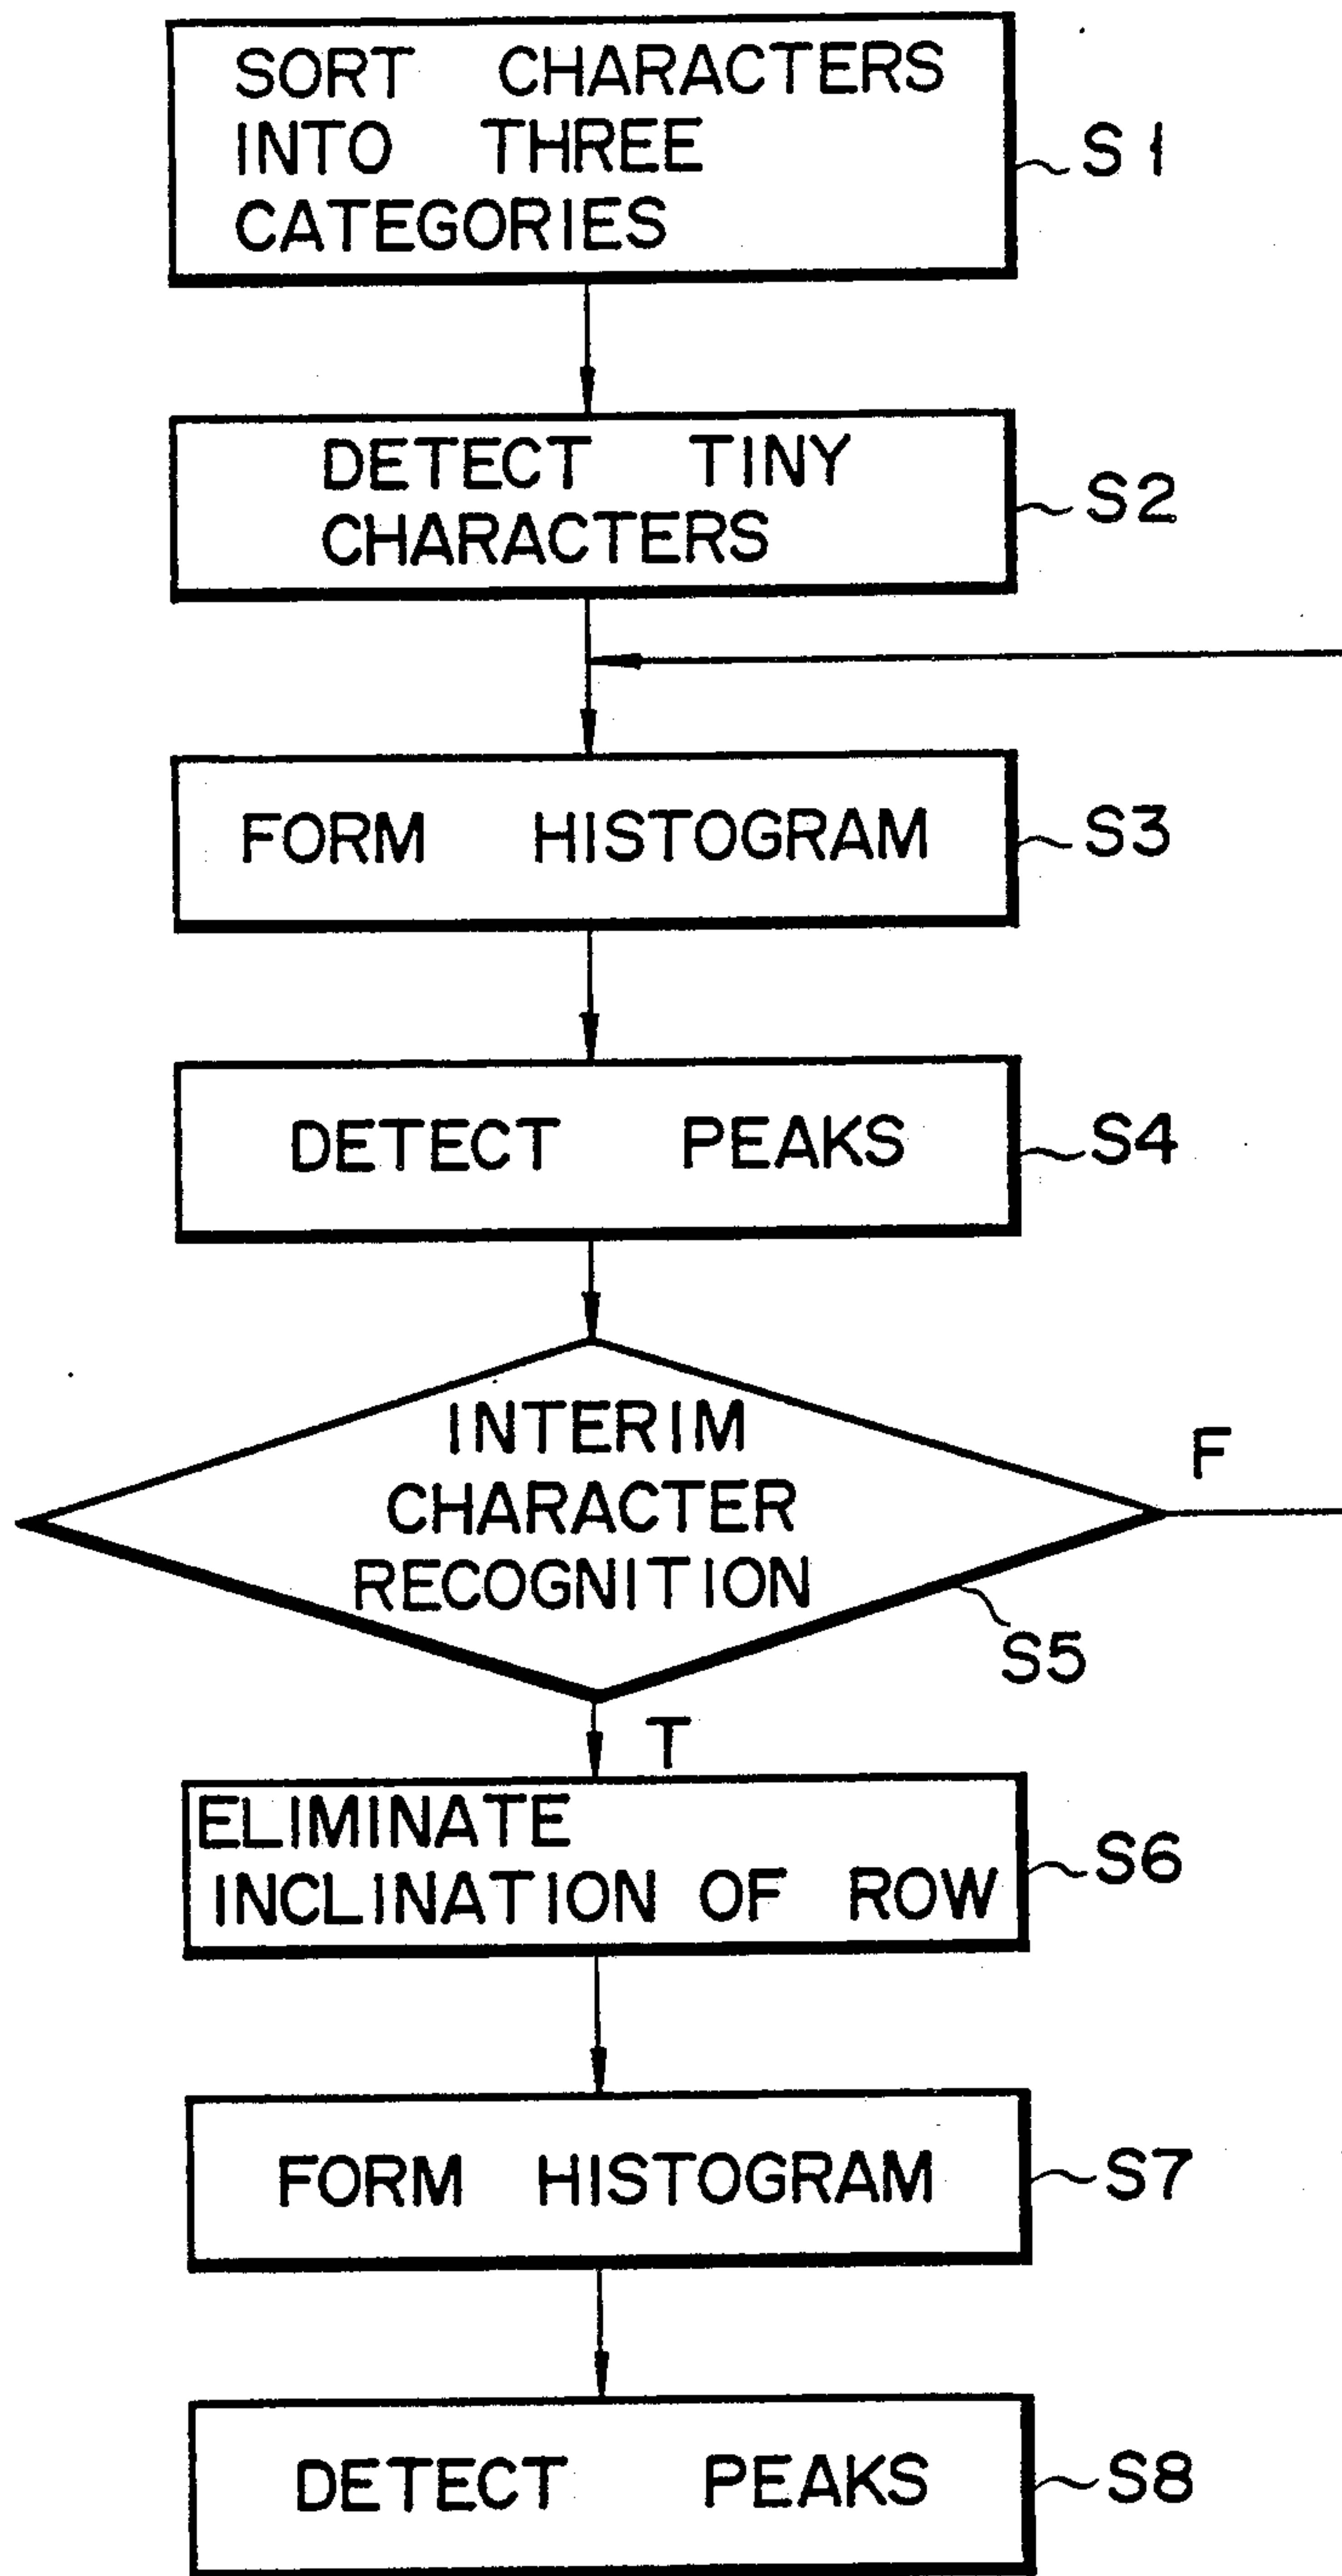 SORT CHARACTERS
INTO THREE
CATEGORIES
S1
DETECT TINY
CHARACTERS
S2
FORM HISTOGRAM
S3
DETECT PEAKS
S4
INTERIM
CHARACTER
RECOGNITION
F
S5
T
ELIMINATE
INCLINATION OF ROW
S6
FORM HISTOGRAM
S7
DETECT PEAKS
S8